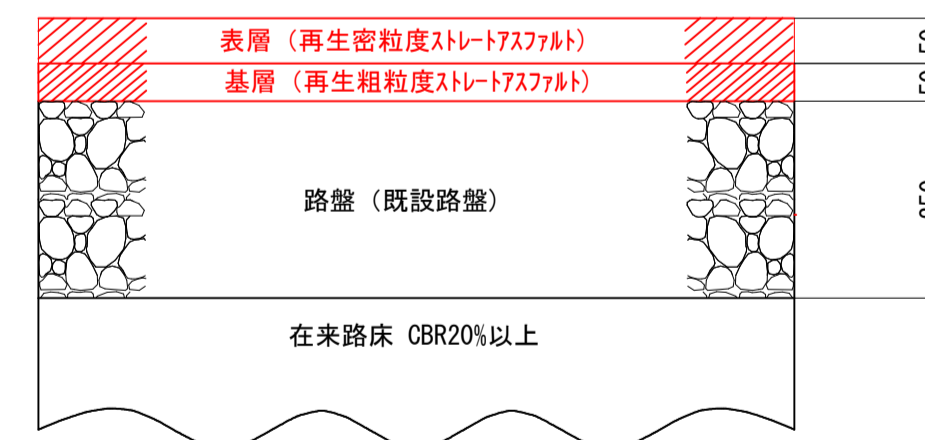 表層 (再生密粒度ストレートアスファルト)
基層 (再生粗粒度ストレートアスファルト)
路盤 (既設路盤)
在来路床 CBR20%以上